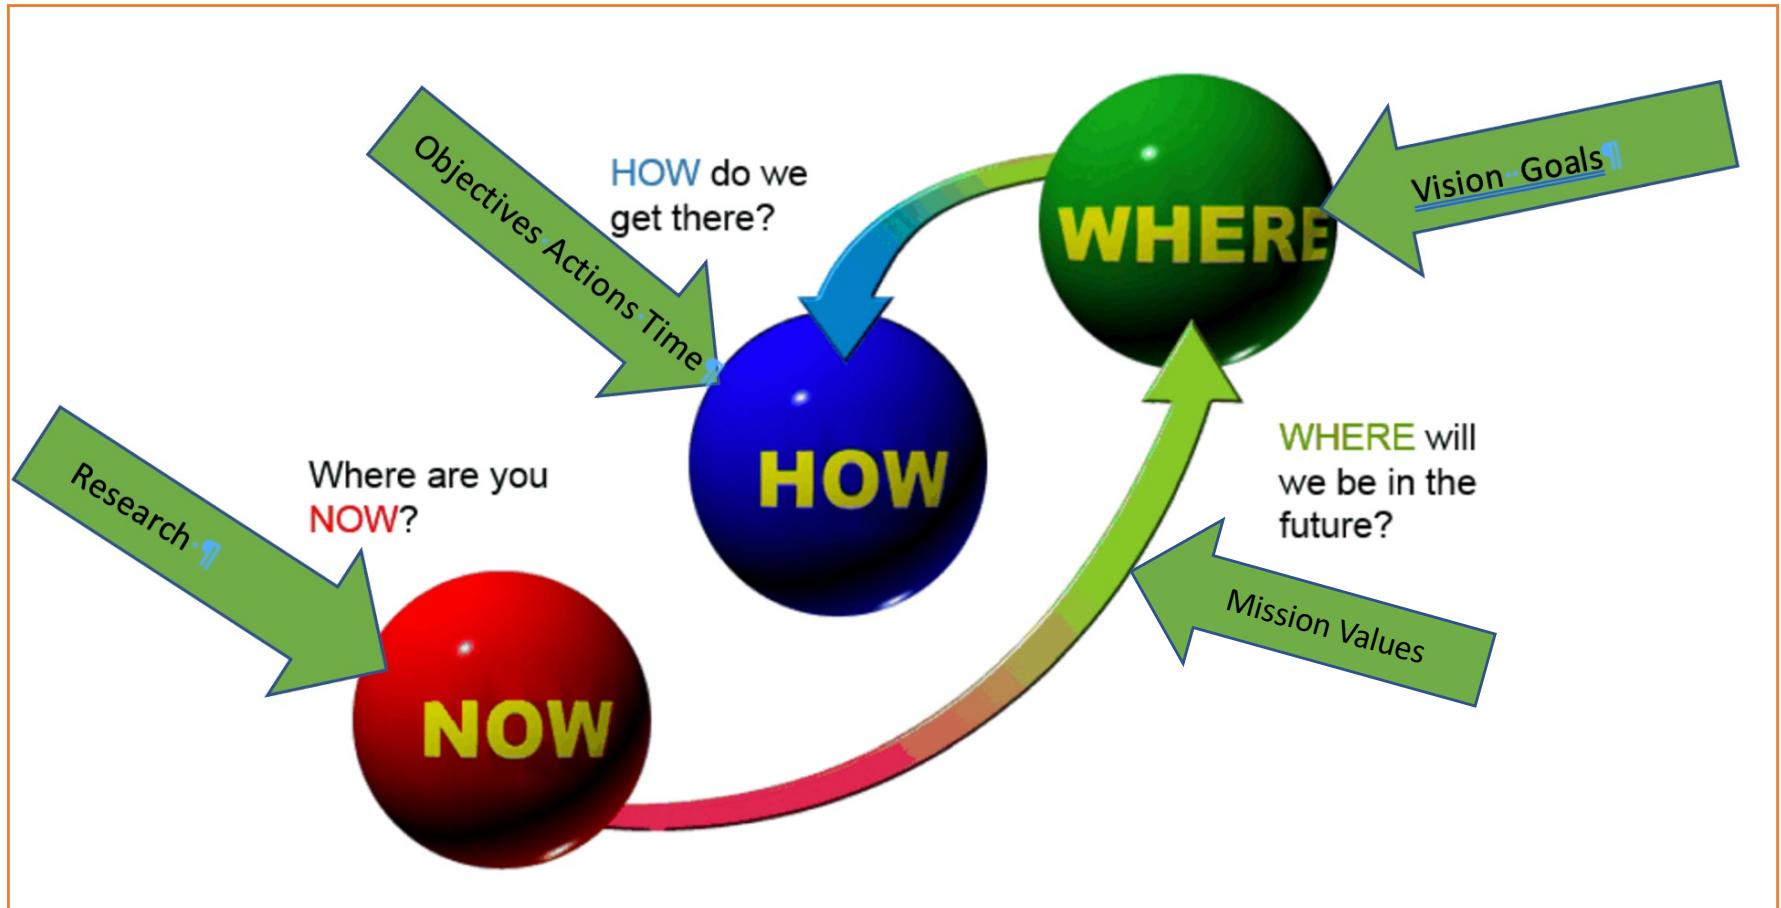 Objectives Actions Time ¶
HOW do we
get there?
WHERE
Vision  Goals¶
HOW
Research ¶
Where are you
NOW?
WHERE will
we be in the
future?
Mission Values
NOW